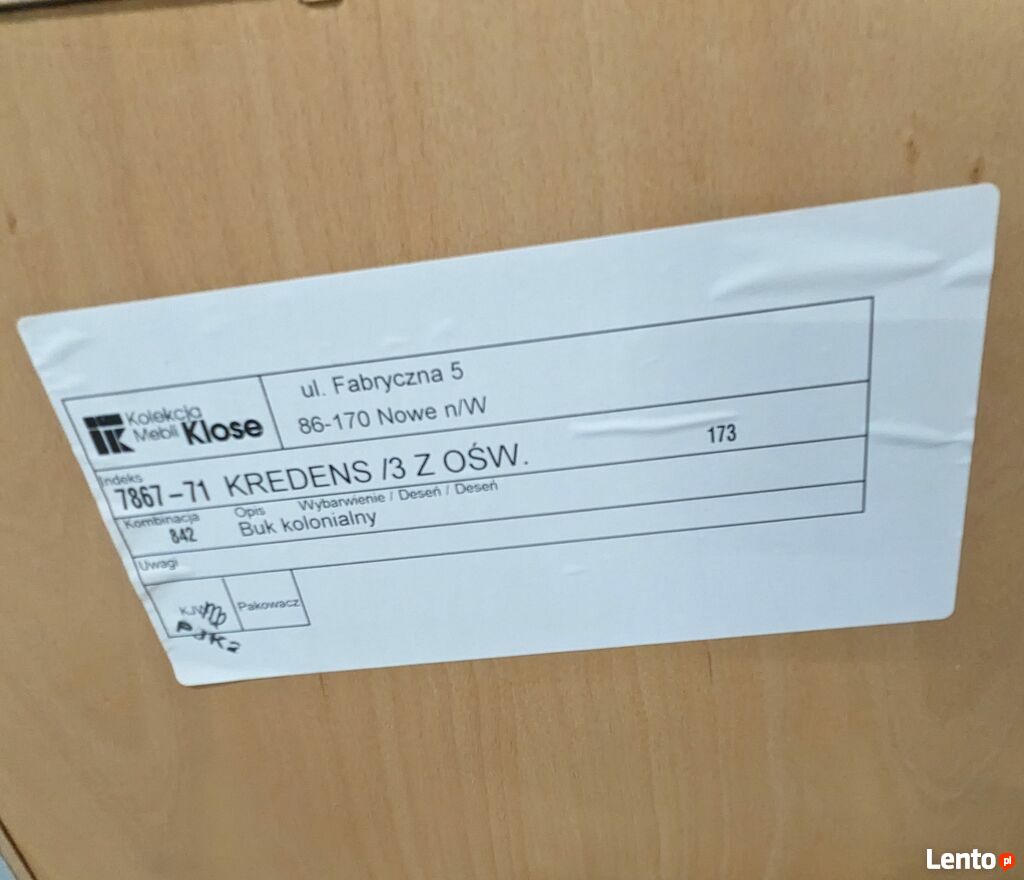 Kolekcja
Mebli Klose
ul. Fabryczna 5
86-170 Nowe n/W
Indeks
7867-71 KREDENS /3 Z OŚW. 173
Kombinacja Opis Wybarwienie / Deseń / Deseń
842 Buk kolonialny
Uwagi
Pakowacz
Lento.pl